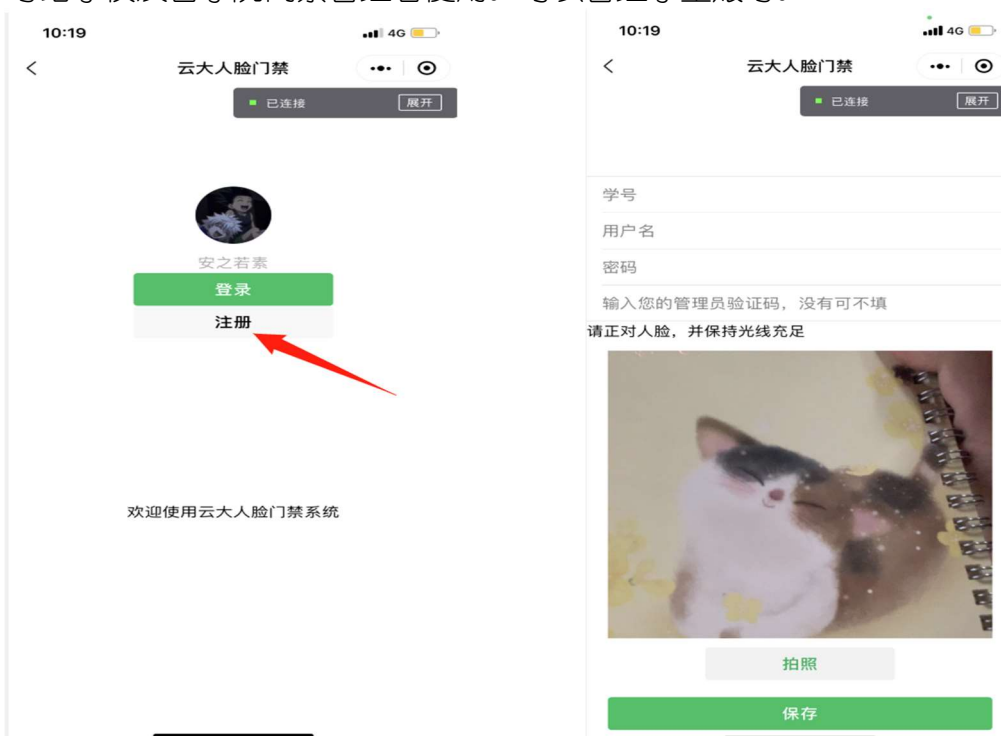 10:19
4G
云大人脸门禁
已连接
展开
安之若素
登录
注册
欢迎使用云大人脸门禁系统
10:19
4G
云大人脸门禁
已连接
展开
学号
用户名
密码
输入您的管理员验证码，没有可不填
请正对人脸，并保持光线充足
拍照
保存